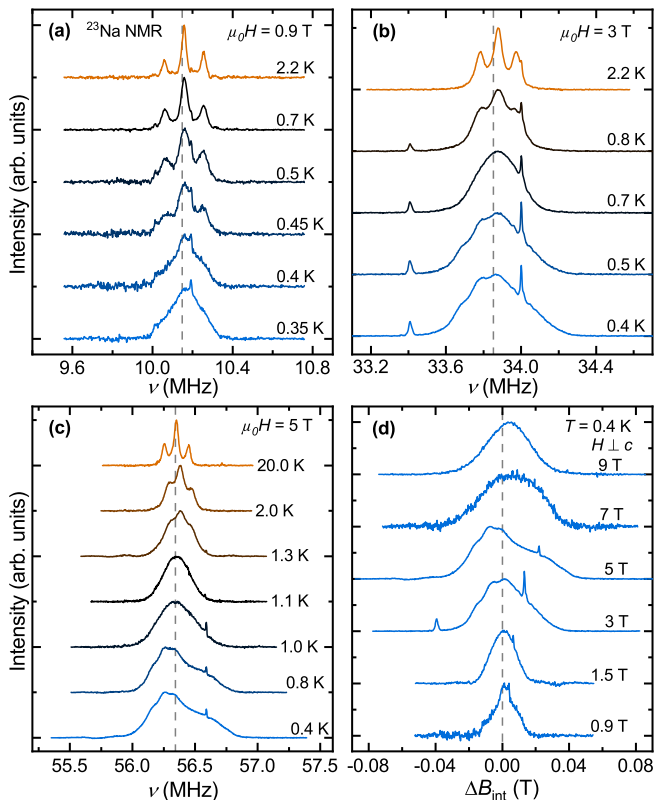 (a) ²³Na NMR μ₀H = 0.9 T
2.2 K
0.7 K
0.5 K
0.45 K
0.4 K
0.35 K
9.6 10.0 10.4 10.8
ν (MHz)
Intensity (arb. units)
(b) μ₀H = 3 T
2.2 K
0.8 K
0.7 K
0.5 K
0.4 K
33.2 33.6 34.0 34.4
ν (MHz)
(c) μ₀H = 5 T
20.0 K
2.0 K
1.3 K
1.1 K
1.0 K
0.8 K
0.4 K
55.5 56.0 56.5 57.0 57.5
ν (MHz)
Intensity (arb. units)
(d) T = 0.4 K
H ⊥ c
9 T
7 T
5 T
3 T
1.5 T
0.9 T
-0.08 -0.04 0.00 0.04 0.08
ΔB_int (T)